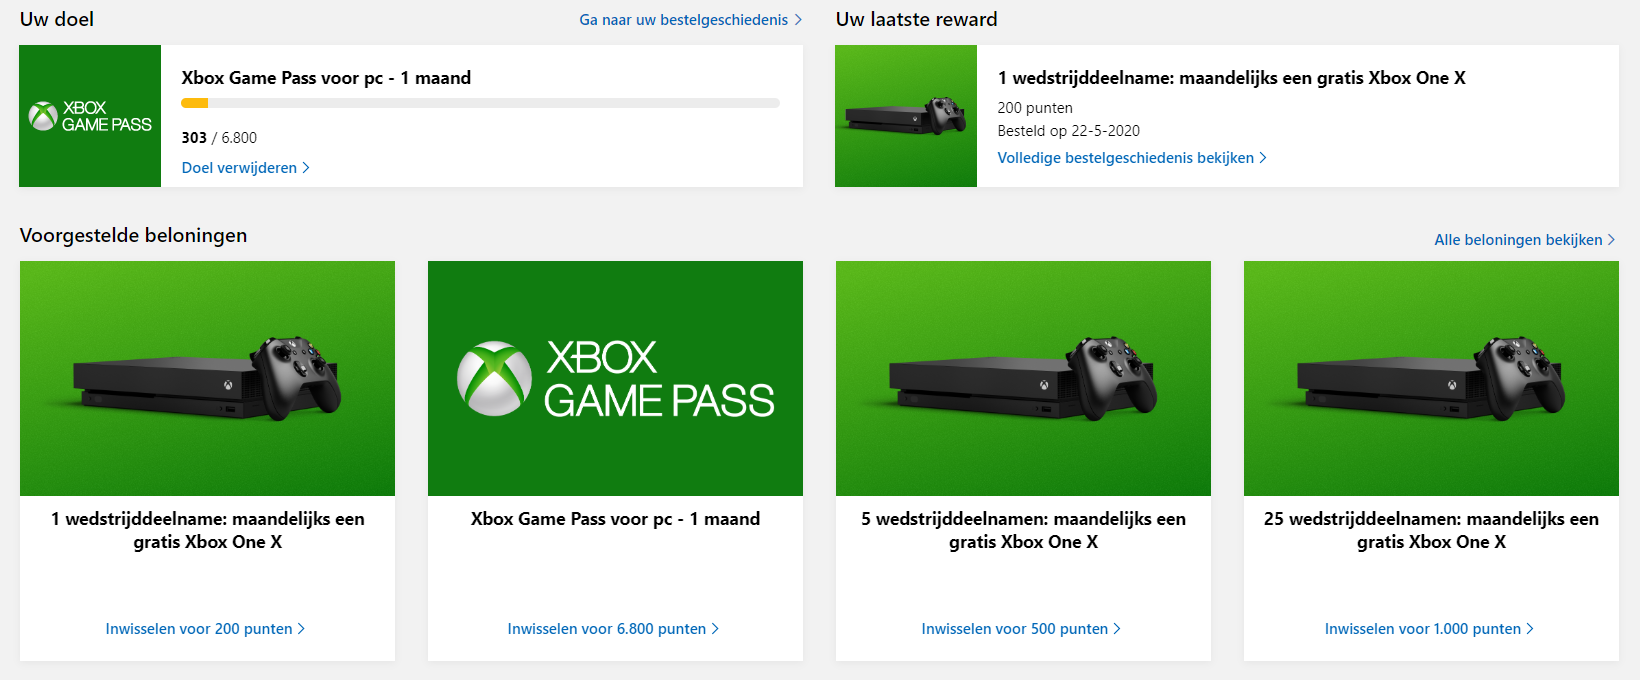 Uw doel
Ga naar uw bestelgeschiedenis
XBOX
GAME PASS
Xbox Game Pass voor pc - 1 maand
303 / 6.800
Doel verwijderen
Uw laatste reward
1 wedstrijddeelname: maandelijks een gratis Xbox One X
200 punten
Besteld op 22-5-2020
Volledige bestelgeschiedenis bekijken
Voorgestelde beloningen
Alle beloningen bekijken
1 wedstrijddeelname: maandelijks een
gratis Xbox One X
Inwisselen voor 200 punten
XBOX
GAME PASS
Xbox Game Pass voor pc - 1 maand
Inwisselen voor 6.800 punten
5 wedstrijddeelnamen: maandelijks een
gratis Xbox One X
Inwisselen voor 500 punten
25 wedstrijddeelnamen: maandelijks een
gratis Xbox One X
Inwisselen voor 1.000 punten